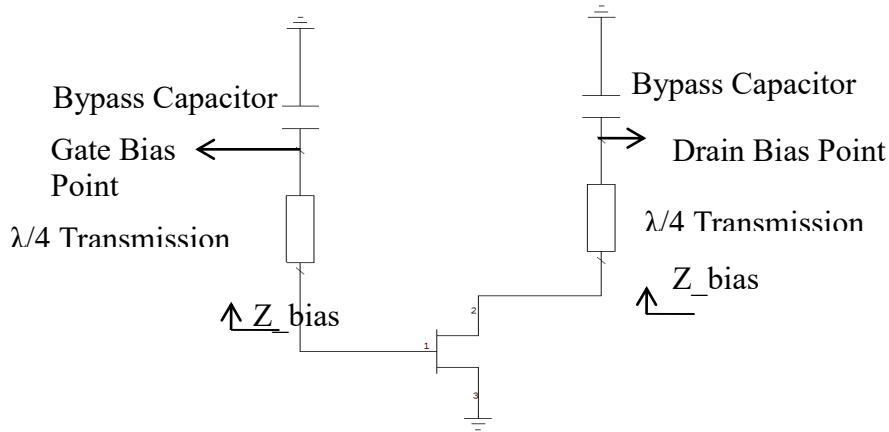 Bypass Capacitor
Gate Bias
Point
λ/4 Transmission
Z_bias
Bypass Capacitor
Drain Bias Point
λ/4 Transmission
Z_bias
1
2
3